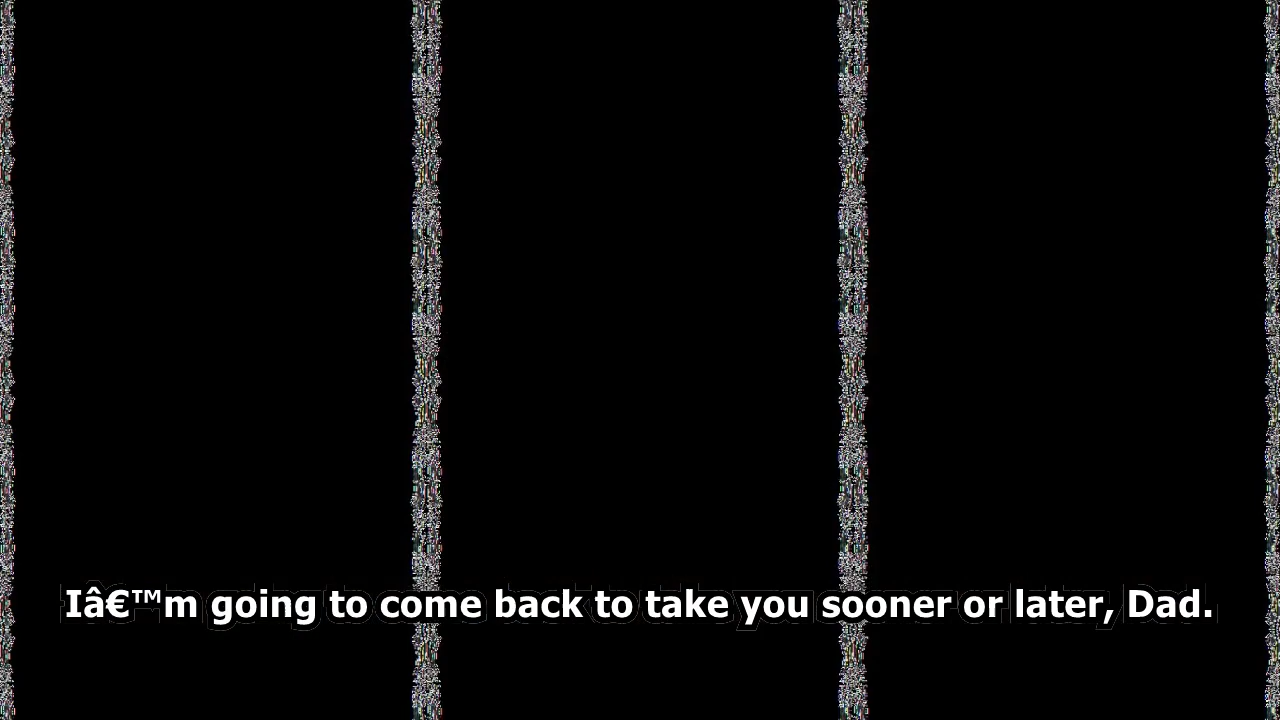 Iâ€™m going to come back to take you sooner or later, Dad.